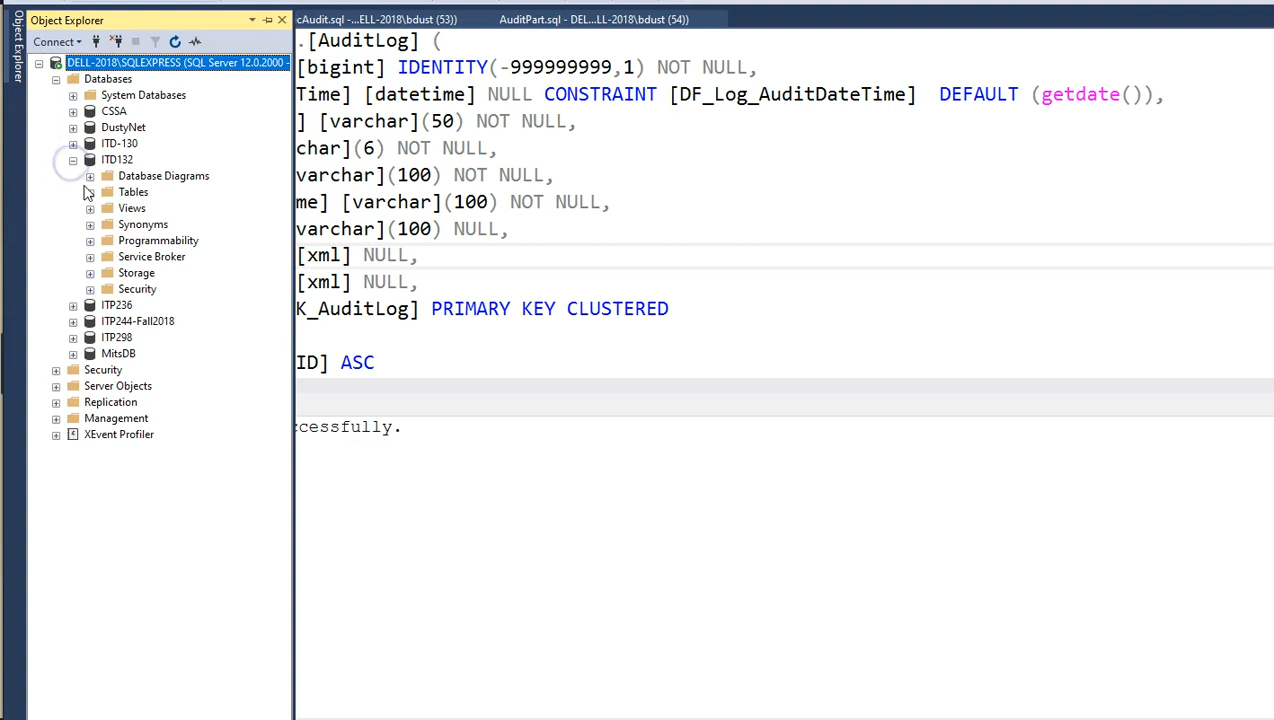 Object Explorer
cAudit.sql -...ELL-2018\bdust (53))
AuditPart.sql - DEL...LL-2018\bdust (54))
Object Explorer
Connect
DELL-2018\SQLEXPRESS (SQL Server 12.0.2000 -
Databases
System Databases
CSSA
DustyNet
ITD-130
ITD132
Database Diagrams
Tables
Views
Synonyms
Programmability
Service Broker
Storage
Security
ITP236
ITP244-Fall2018
ITP298
MitsDB
Security
Server Objects
Replication
Management
XEvent Profiler
.[AuditLog] (
[bigint] IDENTITY(-999999999,1) NOT NULL,
Time] [datetime] NULL CONSTRAINT [DF_Log_AuditDateTime]  DEFAULT (getdate()),
] [varchar](50) NOT NULL,
char](6) NOT NULL,
varchar](100) NOT NULL,
me] [varchar](100) NOT NULL,
varchar](100) NULL,
[xml] NULL,
[xml] NULL,
K_AuditLog] PRIMARY KEY CLUSTERED
ID] ASC
ccessfully.